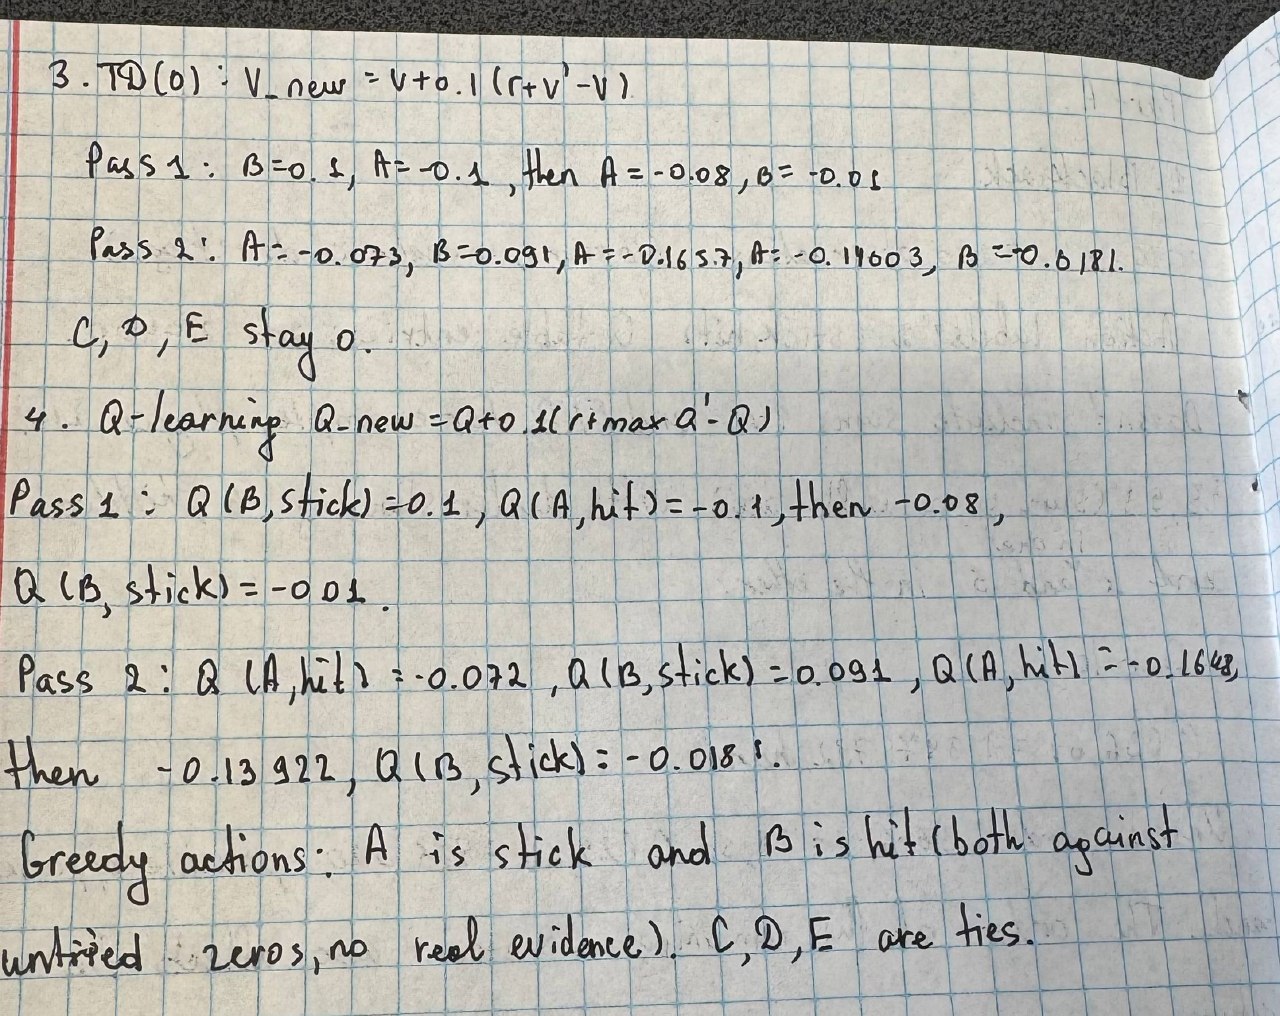 3. TD(0): V_new = V+0.1(r+V'-V)
Pass 1: B=0.1, A=-0.1, then A=-0.08, B=-0.01
Pass 2: A=-0.073, B=0.091, A=-0.1657, A=-0.14003, B=-0.0181.
C, D, E stay 0.
4. Q-learning Q_new=Q+0.1(r+max Q'-Q)
Pass 1: Q(B, stick)=0.1, Q(A, hit)=-0.1, then -0.08,
Q(B, stick)=-0 01.
Pass 2: Q(A, hit)=-0.072, Q(B, stick)=0.091, Q(A, hit)=-0.1648,
then -0.13922, Q(B, stick)=-0.0181.
Greedy actions: A is stick and B is hit (both against
untried zeros, no real evidence). C, D, E are ties.